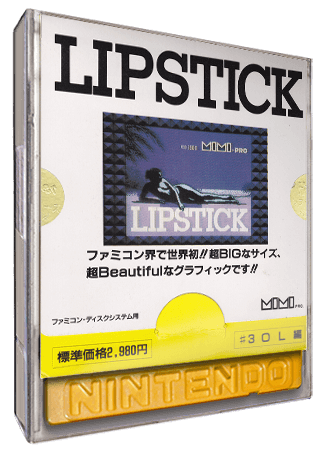 LIPSTICK
MIMI-PRO
LIPSTICK
ファミコン界で世界初!!超BIGなサイズ、
超Beautifulなグラフィックです!!
ファミコン・ディスクシステム用
MIMI PRO
標準価格2,980円
♯3 OL編
NINTENDO